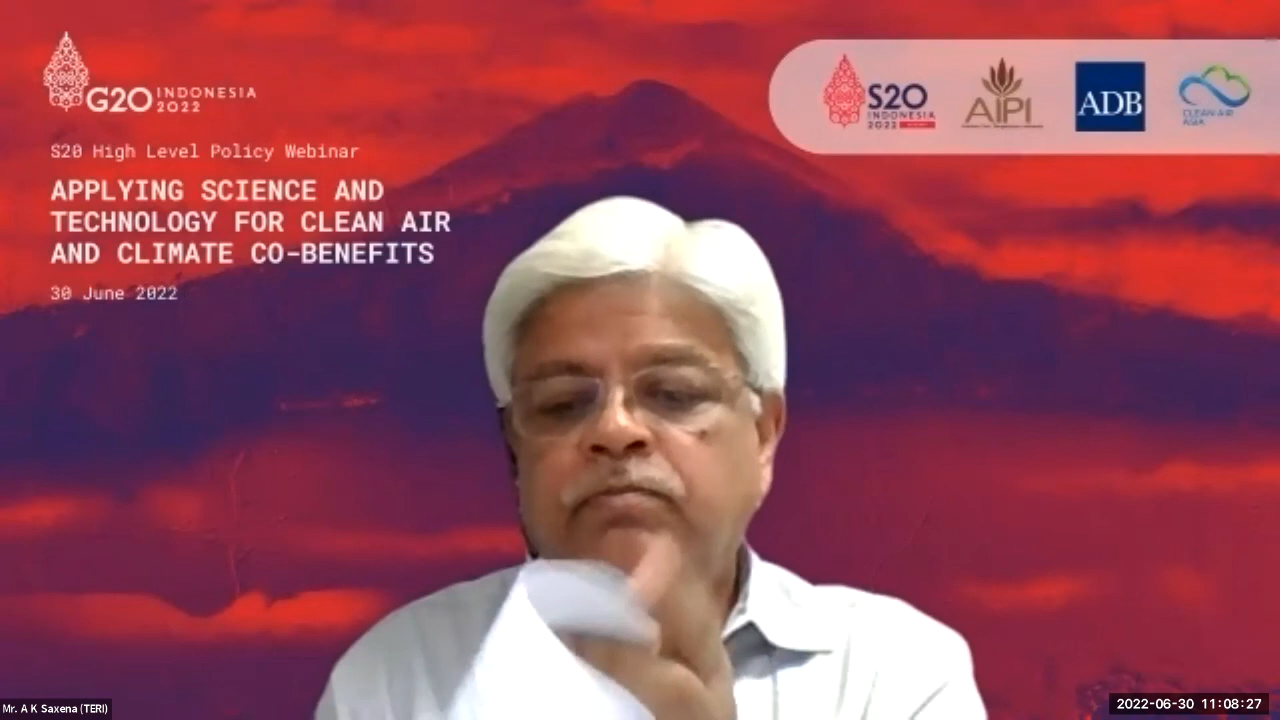 G20 INDONESIA
2022
S20 High Level Policy Webinar
APPLYING SCIENCE AND
TECHNOLOGY FOR CLEAN AIR
AND CLIMATE CO-BENEFITS
30 June 2022
S20
INDONESIA
2022
AIPI
ADB
CLEAN AIR
ASIA
Mr. A K Saxena (TERI)
2022-06-30 11:08:27